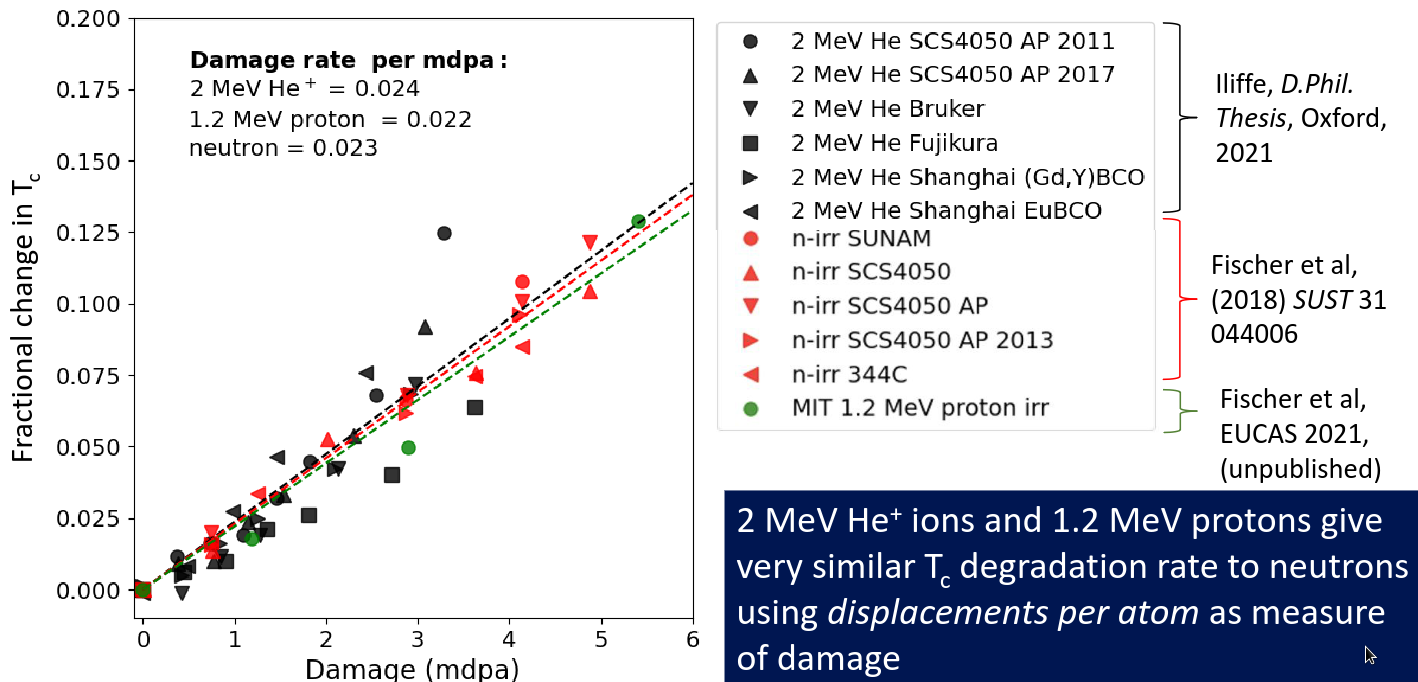 0.200
0.175
0.150
0.125
0.100
0.075
0.050
0.025
0.000
Fractional change in Tc
0 1 2 3 4 5 6
Damage (mdpa)
Damage rate per mdpa :
2 MeV He+ = 0.024
1.2 MeV proton = 0.022
neutron = 0.023
2 MeV He SCS4050 AP 2011
2 MeV He SCS4050 AP 2017
2 MeV He Bruker
2 MeV He Fujikura
2 MeV He Shanghai (Gd,Y)BCO
2 MeV He Shanghai EuBCO
n-irr SUNAM
n-irr SCS4050
n-irr SCS4050 AP
n-irr SCS4050 AP 2013
n-irr 344C
MIT 1.2 MeV proton irr
Iliffe, D.Phil.
Thesis, Oxford,
2021
Fischer et al,
(2018) SUST 31
044006
Fischer et al,
EUCAS 2021,
(unpublished)
2 MeV He+ ions and 1.2 MeV protons give
very similar Tc degradation rate to neutrons
using displacements per atom as measure
of damage